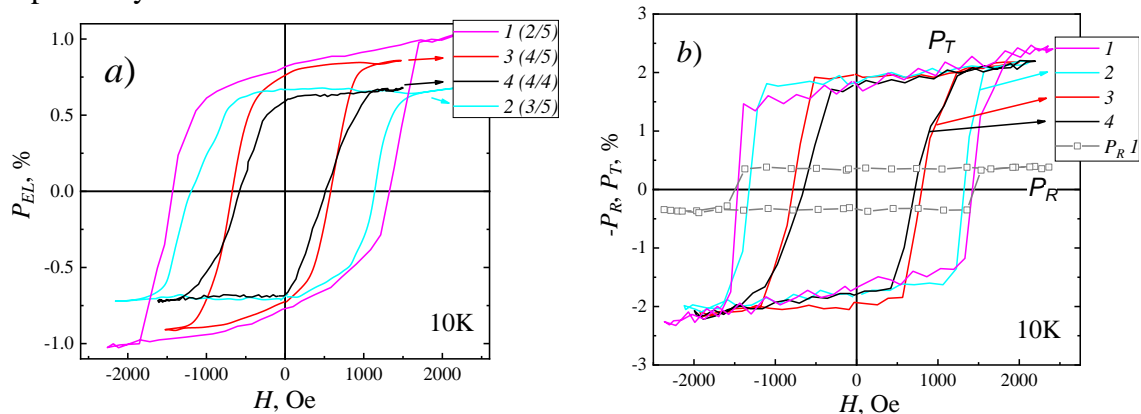 a)
1 (2/5)
3 (4/5)
4 (4/4)
2 (3/5)
1.0
0.5
0.0
-0.5
-1.0
P_EL, %
10K
-2000 -1000 0 1000 2000
H, Oe
b)
P_T
1
2
3
4
P_R 1
P_R
3
2
1
0
-1
-2
-3
-P_R, P_T, %
10K
-2000 -1000 0 1000 2000
H, Oe